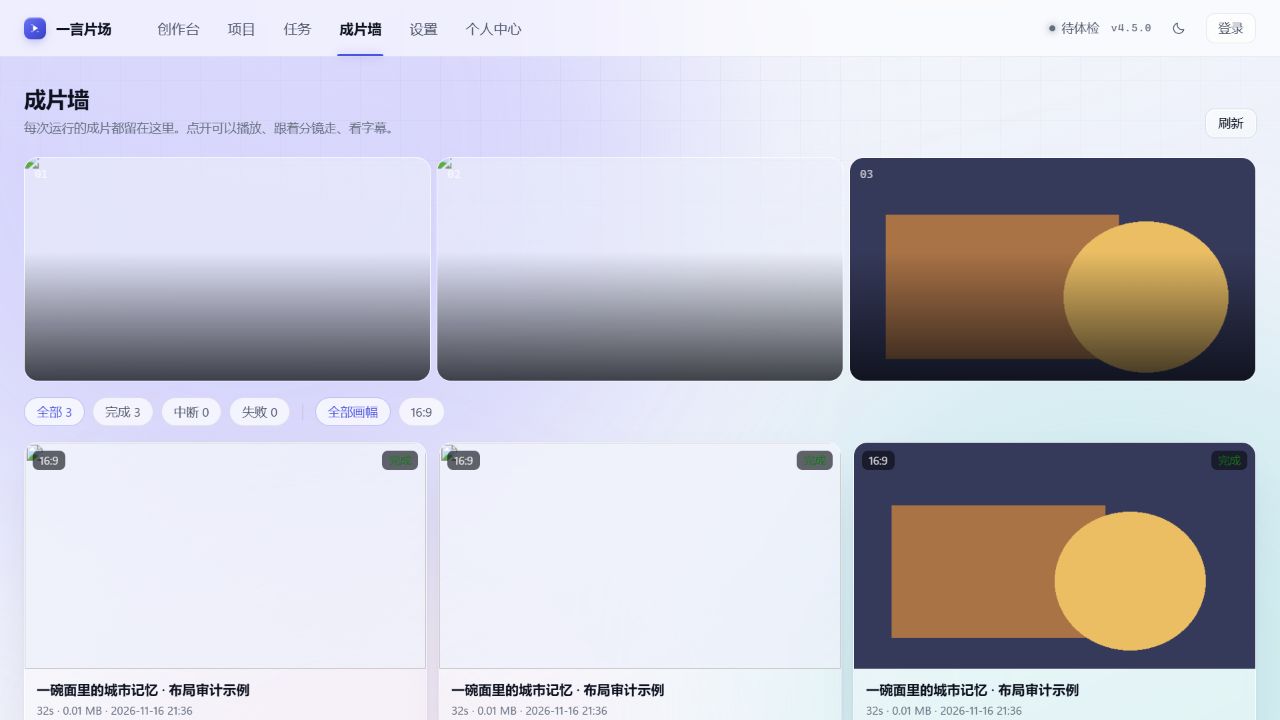 一言片场
创作台
项目
任务
成片墙
设置
个人中心
待体检
v4.5.0
登录
成片墙
每次运行的成片都留在这里。点开可以播放、跟着分镜走、看字幕。
刷新
01
02
03
全部 3
完成 3
中断 0
失败 0
全部画幅
16:9
16:9
完成
16:9
完成
16:9
完成
一碗面里的城市记忆 · 布局审计示例
32s · 0.01 MB · 2026-11-16 21:36
一碗面里的城市记忆 · 布局审计示例
32s · 0.01 MB · 2026-11-16 21:36
一碗面里的城市记忆 · 布局审计示例
32s · 0.01 MB · 2026-11-16 21:36